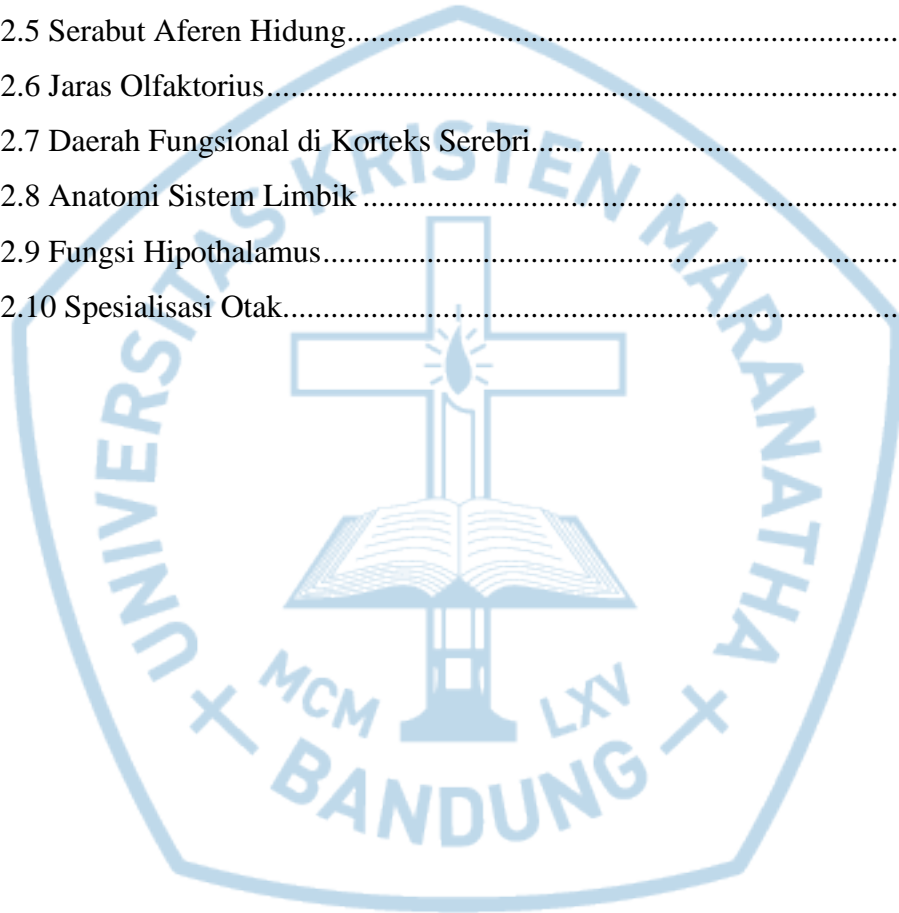 2.5 Serabut Aferen Hidung........................................................................
2.6 Jaras Olfaktorius..................................................................................
2.7 Daerah Fungsional di Korteks Serebri.................................................
2.8 Anatomi Sistem Limbik ......................................................................
2.9 Fungsi Hipothalamus...........................................................................
2.10 Spesialisasi Otak................................................................................
UNIVERSITAS KRISTEN MARANATHA
MCM LXV
BANDUNG